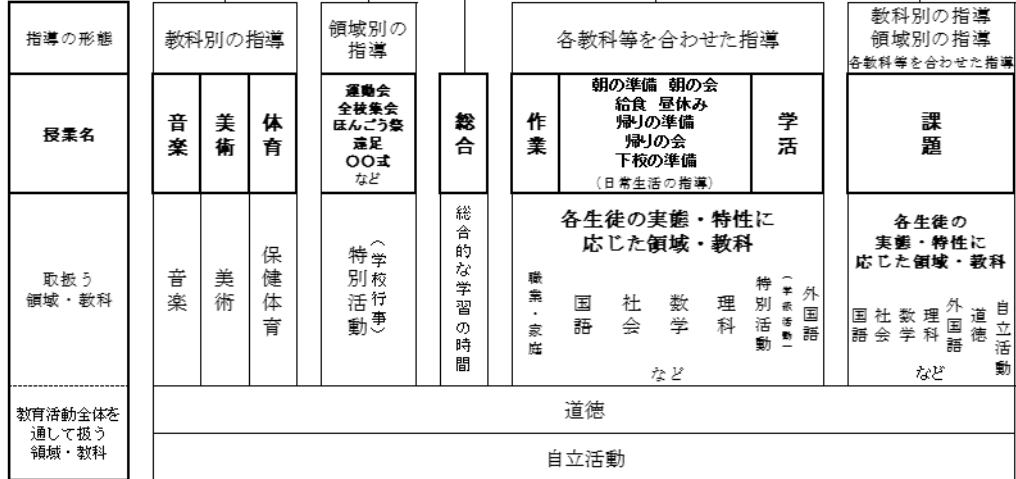 指導の形態
教科別の指導
領域別の
指導
各教科等を合わせた指導
教科別の指導
領域別の指導
各教科等を合わせた指導
授業名
音楽
美術
体育
運動会
全校集会
ほんごう祭
遠足
〇〇式
など
総合
作業
朝の準備 朝の会
給食 昼休み
帰りの準備
帰りの会
下校の準備
(日常生活の指導)
学活
課題
取扱う
領域・教科
音楽
美術
保健体育
特別活動
(学校行事)
総合的な学習の時間
各生徒の実態・特性に
応じた領域・教科
職業・家庭
国語
社会
数学
理科
特別活動
(学級活動)
外国語
など
各生徒の
実態・特性に
応じた領域・教科
国語
社会
数学
理科
外国語
道徳
自立活動
など
教育活動全体を
通して扱う
領域・教科
道徳
自立活動